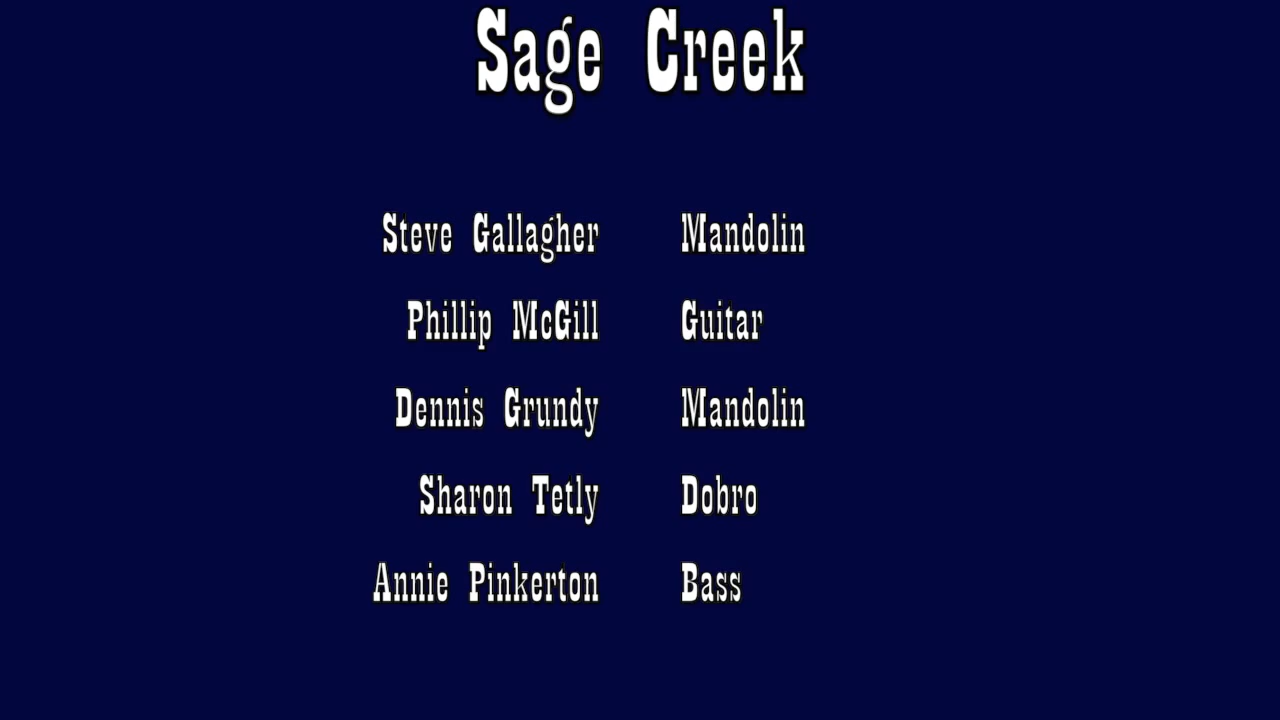 Sage Creek
Steve Gallagher Mandolin
Phillip McGill Guitar
Dennis Grundy Mandolin
Sharon Tetly Dobro
Annie Pinkerton Bass